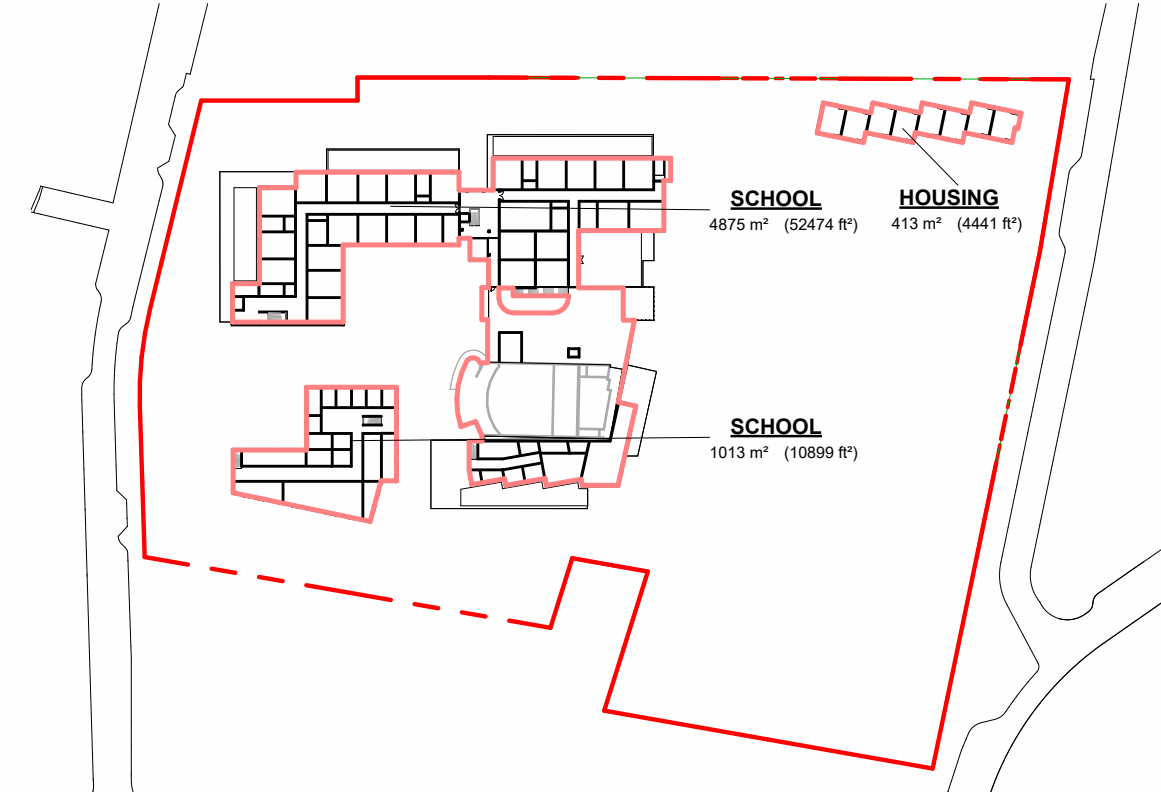 SCHOOL
4875 m² (52474 ft²)
HOUSING
413 m² (4441 ft²)
SCHOOL
1013 m² (10899 ft²)